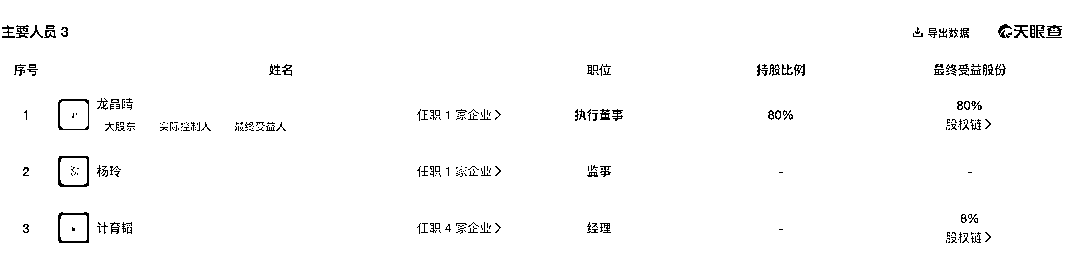 主要人员 3
导出数据 天眼查
序号 姓名 职位 持股比例 最终受益股份
1 龙晶晴 任职 1 家企业 执行董事 80% 80%
大股东 实际控制人 最终受益人 股权链
2 杨玲 任职 1 家企业 监事 - -
3 计育韬 任职 4 家企业 经理 - 8%
股权链